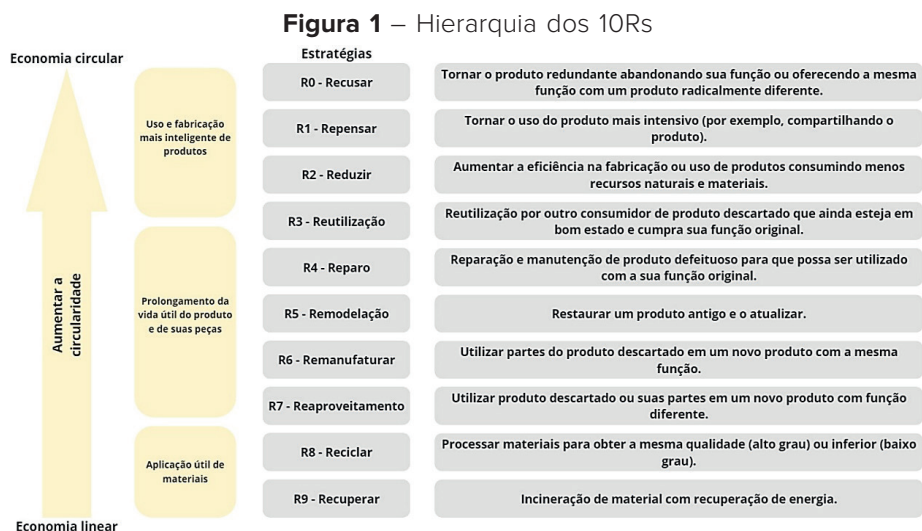 Figura 1 – Hierarquia dos 10Rs
Economia circular
Estratégias
Uso e fabricação
mais inteligente de
produtos
R0 - Recusar
Tornar o produto redundante abandonando sua função ou oferecendo a mesma
função com um produto radicalmente diferente.
R1 - Repensar
Tornar o uso do produto mais intensivo (por exemplo, compartilhando o
produto).
R2 - Reduzir
Aumentar a eficiência na fabricação ou uso de produtos consumindo menos
recursos naturais e materiais.
Aumentar a
circularidade
Prolongamento da
vida útil do produto
e de suas peças
R3 - Reutilização
Reutilização por outro consumidor de produto descartado que ainda esteja em
bom estado e cumpra sua função original.
R4 - Reparo
Reparação e manutenção de produto defeituoso para que possa ser utilizado
com a sua função original.
R5 - Remodelação
Restaurar um produto antigo e o atualizar.
R6 - Remanufaturar
Utilizar partes do produto descartado em um novo produto com a mesma
função.
R7 - Reaproveitamento
Utilizar produto descartado ou suas partes em um novo produto com função
diferente.
Aplicação útil de
materiais
R8 - Reciclar
Processar materiais para obter a mesma qualidade (alto grau) ou inferior (baixo
grau).
R9 - Recuperar
Incineração de material com recuperação de energia.
Economia linear